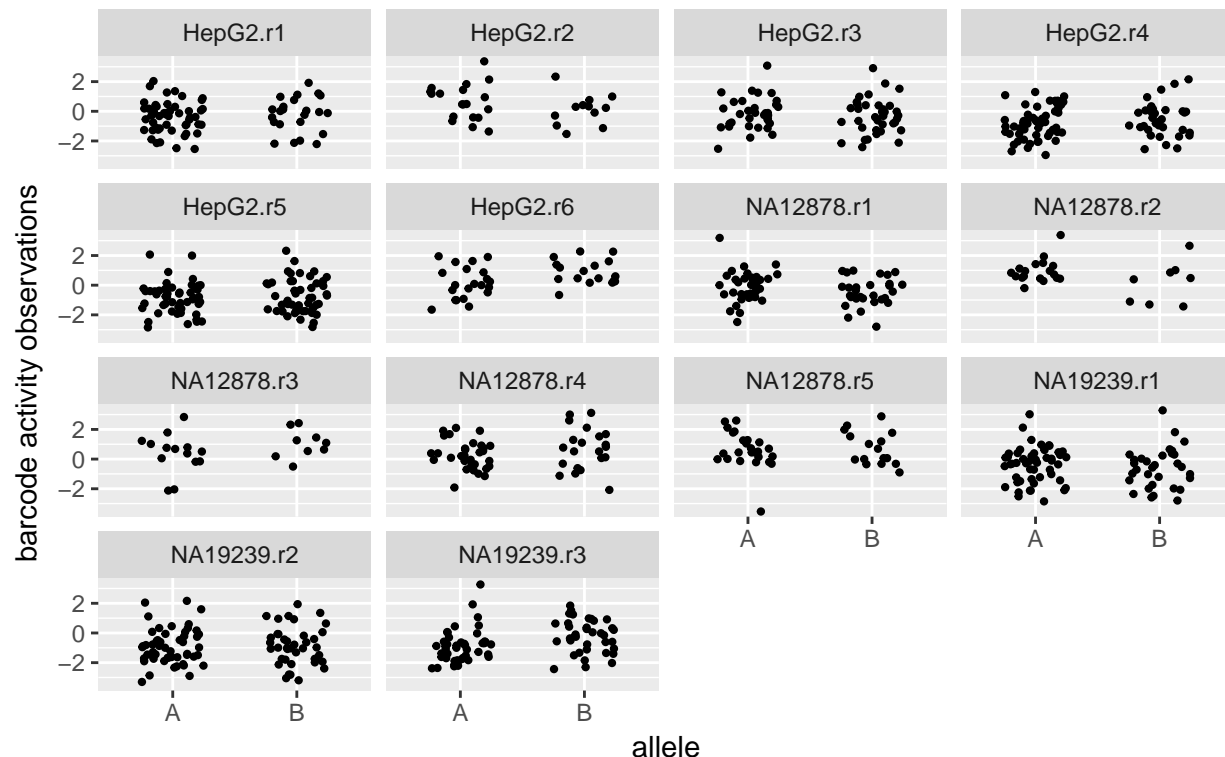 HepG2.r1 HepG2.r2 HepG2.r3 HepG2.r4
2
0
−2
HepG2.r5 HepG2.r6 NA12878.r1 NA12878.r2
2
0
−2
NA12878.r3 NA12878.r4 NA12878.r5 NA19239.r1
2
0
−2
A B A B
NA19239.r2 NA19239.r3
2
0
−2
A B A B
barcode activity observations
allele